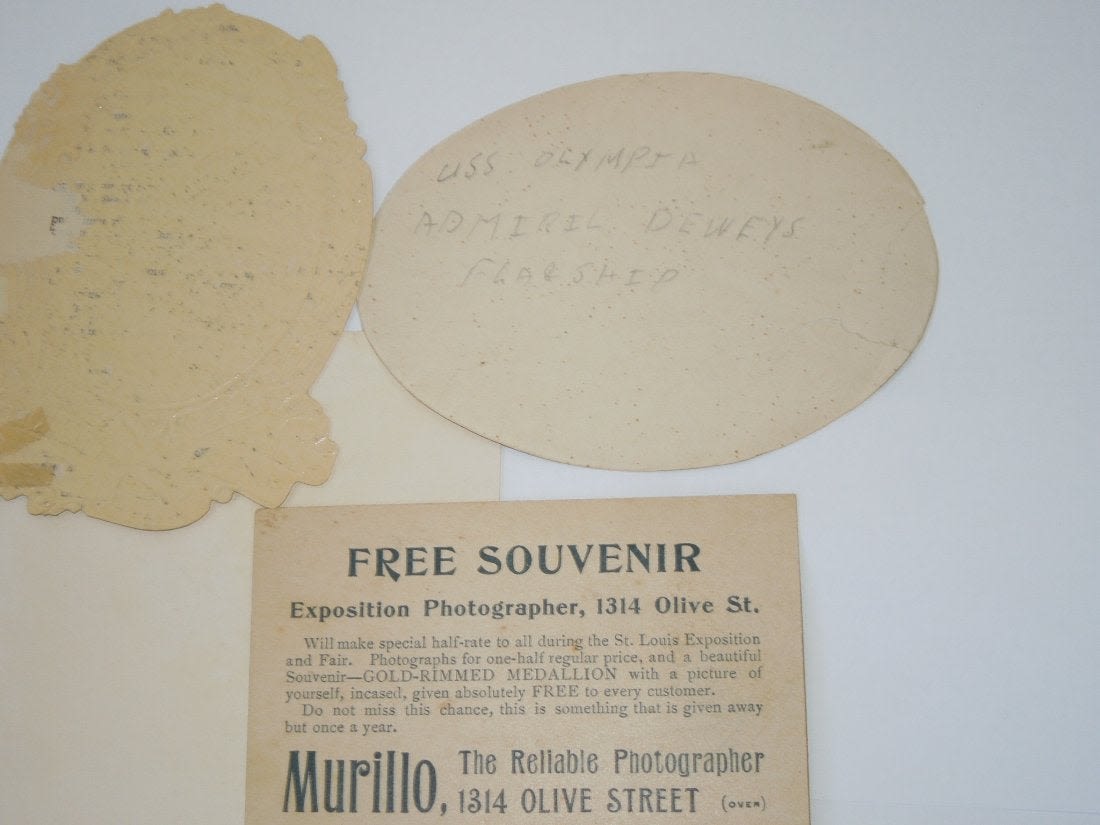 USS OLYMPIA
ADMIRIL DEWEYS
FLAGSHIP
FREE SOUVENIR
Exposition Photographer, 1314 Olive St.
Will make special half-rate to all during the St. Louis Exposition
and Fair. Photographs for one-half regular price, and a beautiful
Souvenir—GOLD-RIMMED MEDALLION with a picture of
yourself, incased, given absolutely FREE to every customer.
Do not miss this chance, this is something that is given away
but once a year.
Murillo, The Reliable Photographer
1314 OLIVE STREET (OVER)